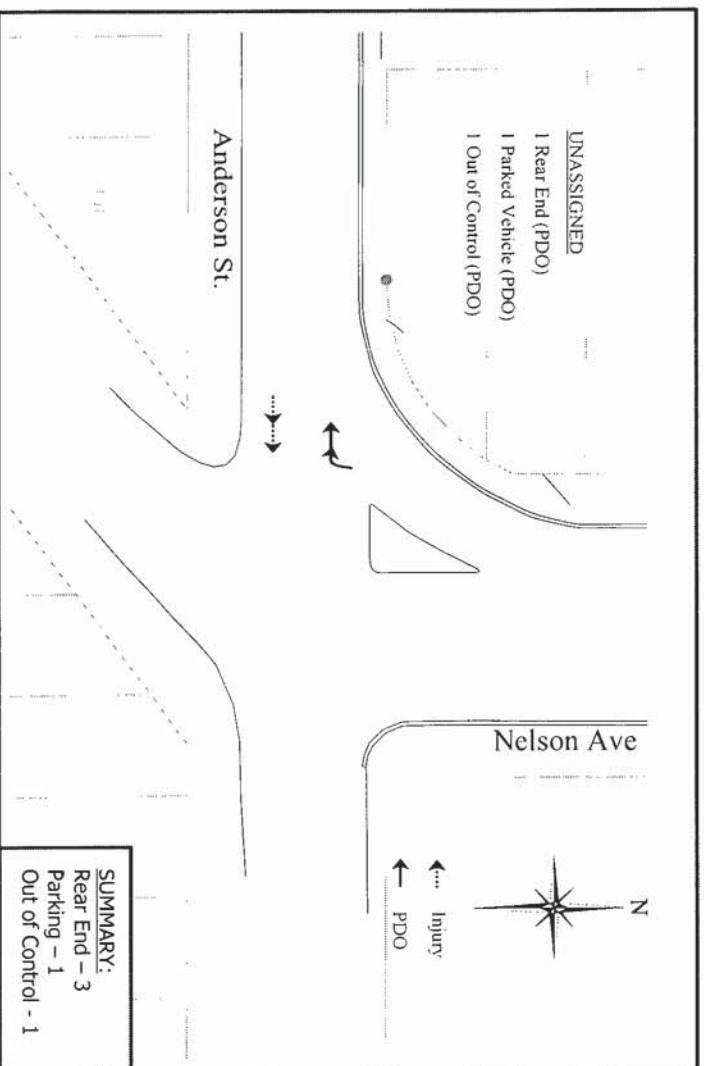 UNASSIGNED
1 Rear End (PDO)
1 Parked Vehicle (PDO)
1 Out of Control (PDO)
Anderson St.
Nelson Ave
N
Injury
PDO
SUMMARY:
Rear End – 3
Parking – 1
Out of Control - 1